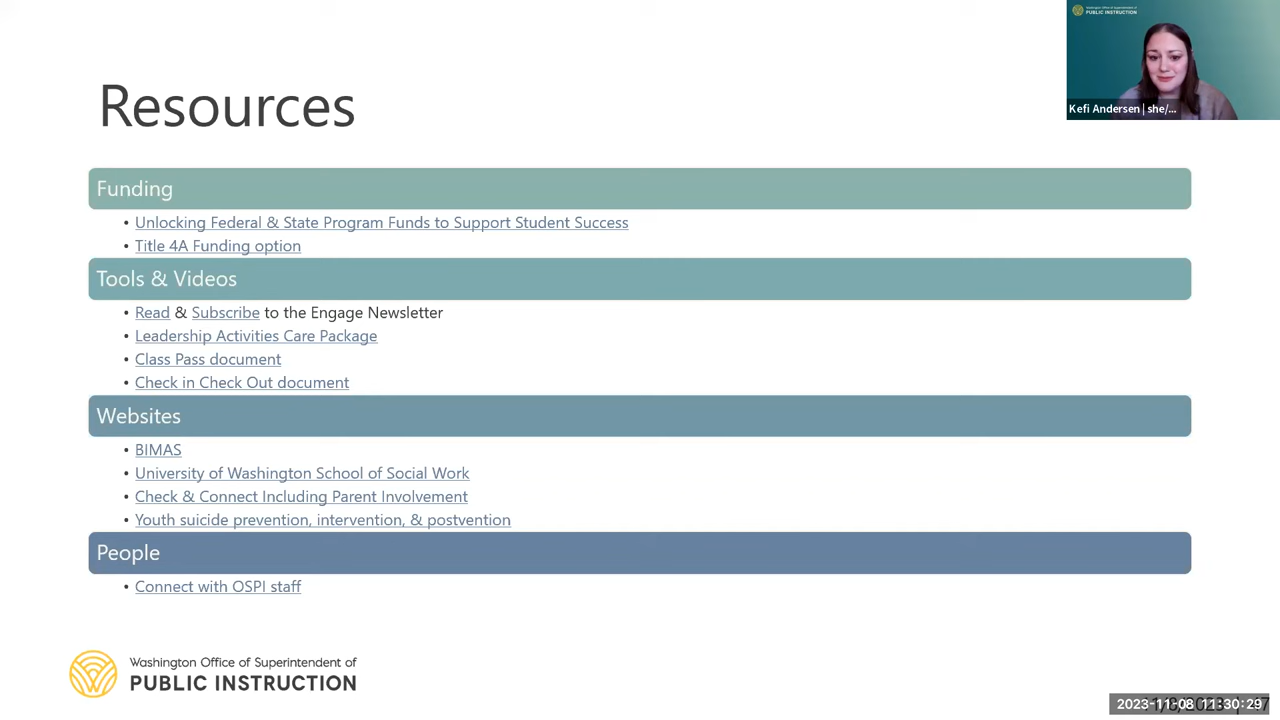 Washington Office of Superintendent of
PUBLIC INSTRUCTION
Kefi Andersen | she/...
Resources
Funding
• Unlocking Federal & State Program Funds to Support Student Success
• Title 4A Funding option
Tools & Videos
• Read & Subscribe to the Engage Newsletter
• Leadership Activities Care Package
• Class Pass document
• Check in Check Out document
Websites
• BIMAS
• University of Washington School of Social Work
• Check & Connect Including Parent Involvement
• Youth suicide prevention, intervention, & postvention
People
• Connect with OSPI staff
Washington Office of Superintendent of
PUBLIC INSTRUCTION
2023-11-08 11:30:29